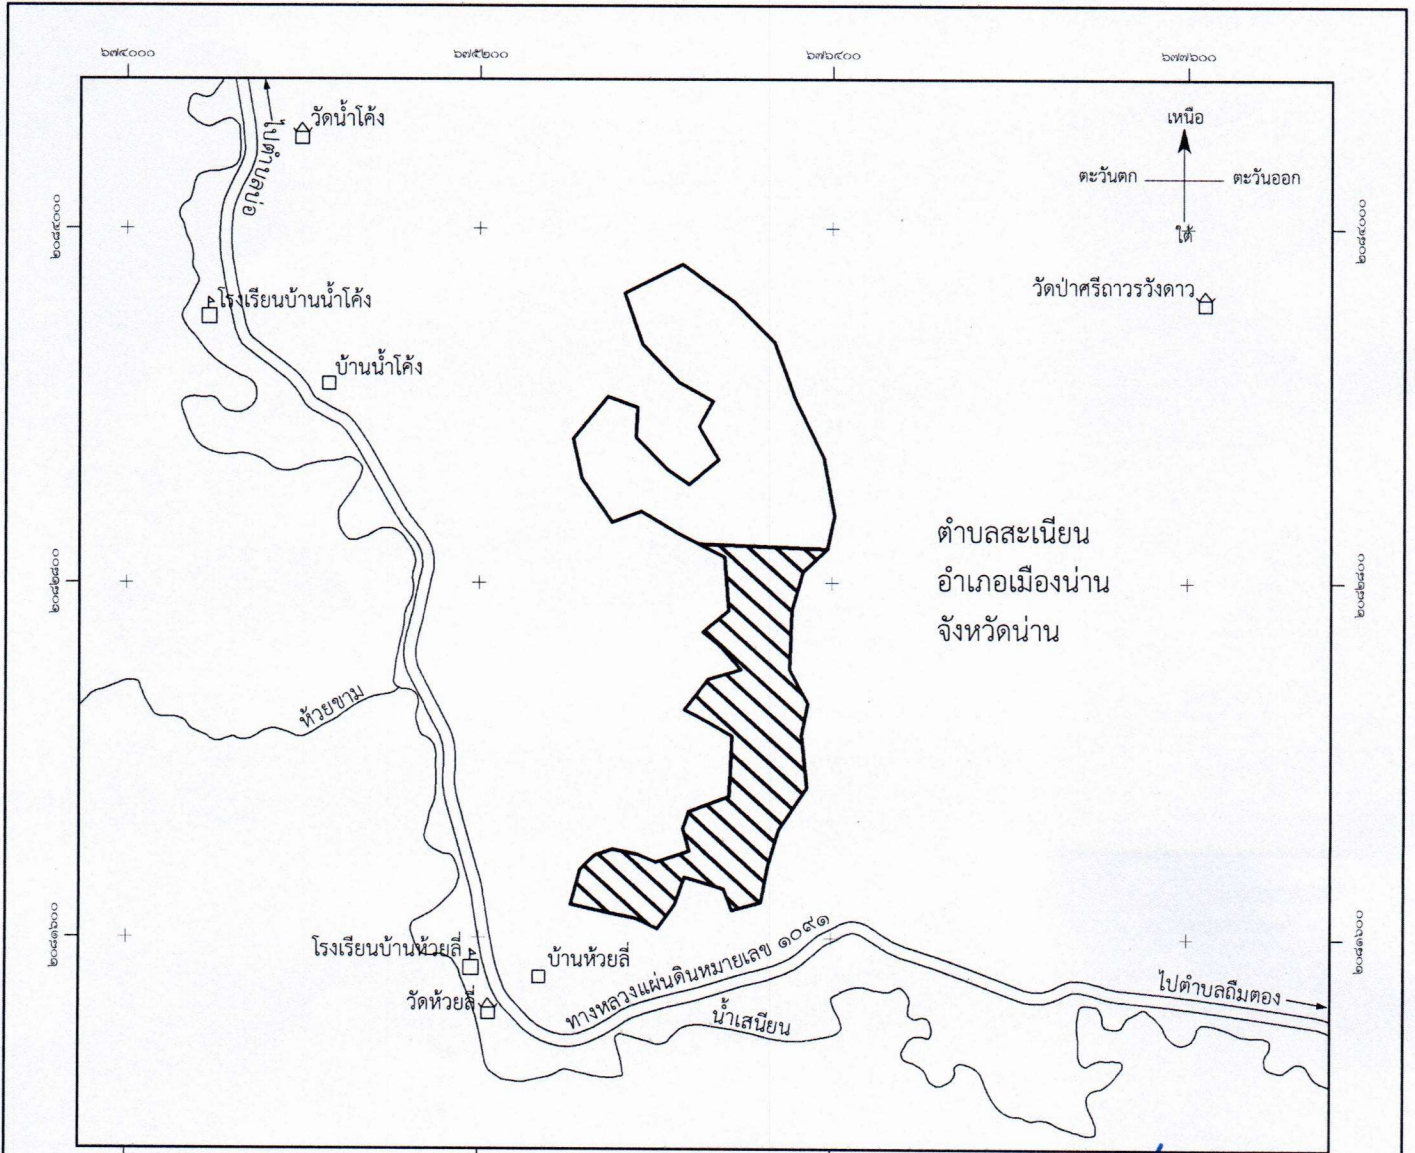 ๖๗๔๐๐๐ ๖๗๕๒๐๐ ๖๗๖๔๐๐ ๖๗๗๖๐๐
วัดน้ำโค้ง
ไปตำบลบ่อ
เหนือ
ตะวันตก ตะวันออก
ใต้
๒๐๘๔๐๐๐ ๒๐๘๔๐๐๐
โรงเรียนบ้านน้ำโค้ง
วัดป่าศรีถาวรวังดาว
บ้านน้ำโค้ง
ตำบลสะเนียน
อำเภอเมืองน่าน
จังหวัดน่าน
๒๐๘๒๘๐๐ ๒๐๘๒๘๐๐
ห้วยขาม
๒๐๘๑๖๐๐ ๒๐๘๑๖๐๐
โรงเรียนบ้านห้วยลี่
บ้านห้วยลี่
วัดห้วยลี่
ทางหลวงแผ่นดินหมายเลข ๑๐๙๑
น้ำเสนียน
ไปตำบลถืมตอง